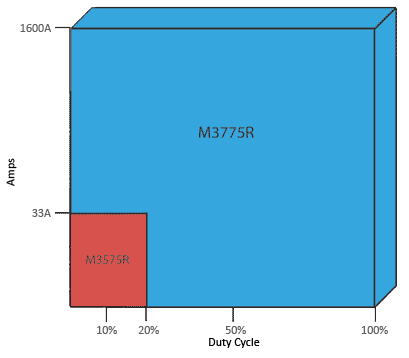 1600A
M3775R
Amps
33A
M3575R
10% 20% 50% 100%
Duty Cycle